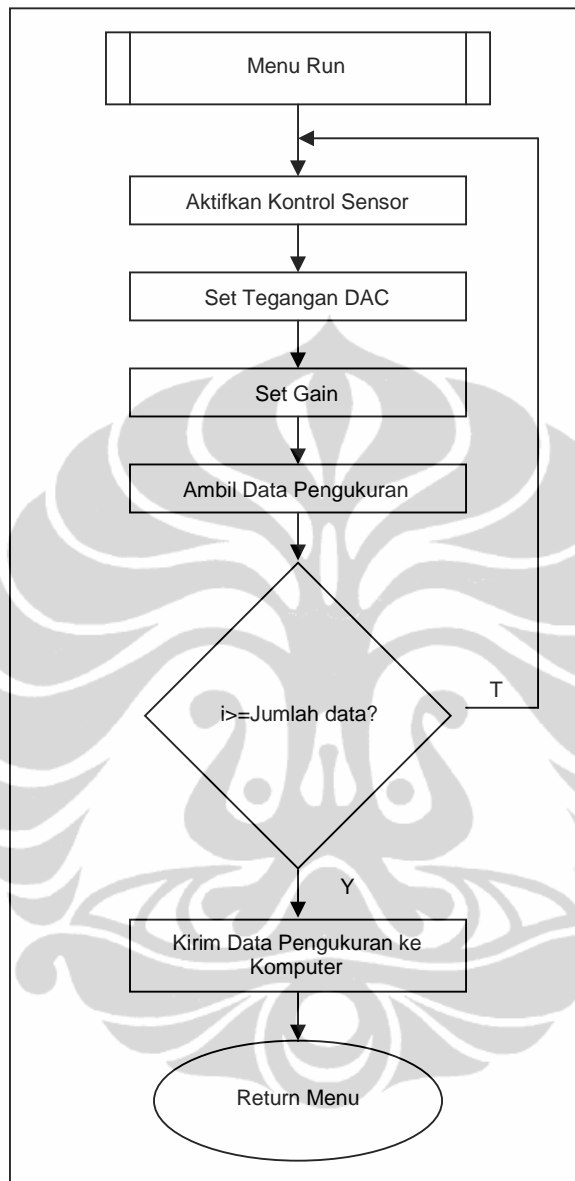 Menu Run
Aktifkan Kontrol Sensor
Set Tegangan DAC
Set Gain
Ambil Data Pengukuran
i>=Jumlah data?
T
Y
Kirim Data Pengukuran ke
Komputer
Return Menu